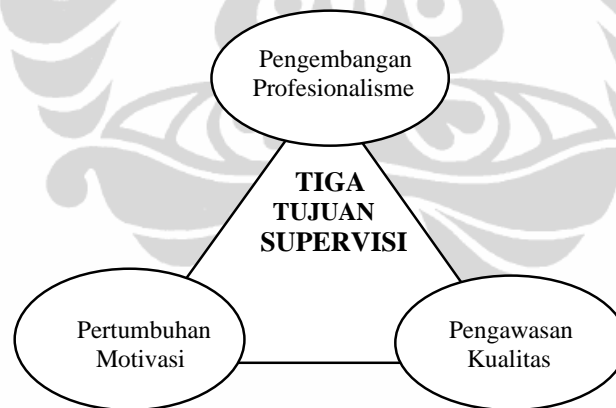 Pengembangan
Profesionalisme
TIGA
TUJUAN
SUPERVISI
Pertumbuhan
Motivasi
Pengawasan
Kualitas